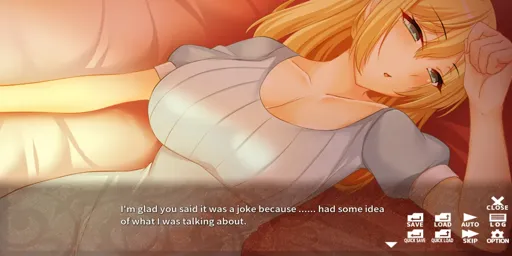 I'm glad you said it was a joke because ...... had some idea
of what I was talking about.
CLOSE
SAVE LOAD AUTO LOG
QUICK SAVE QUICK LOAD SKIP OPTION